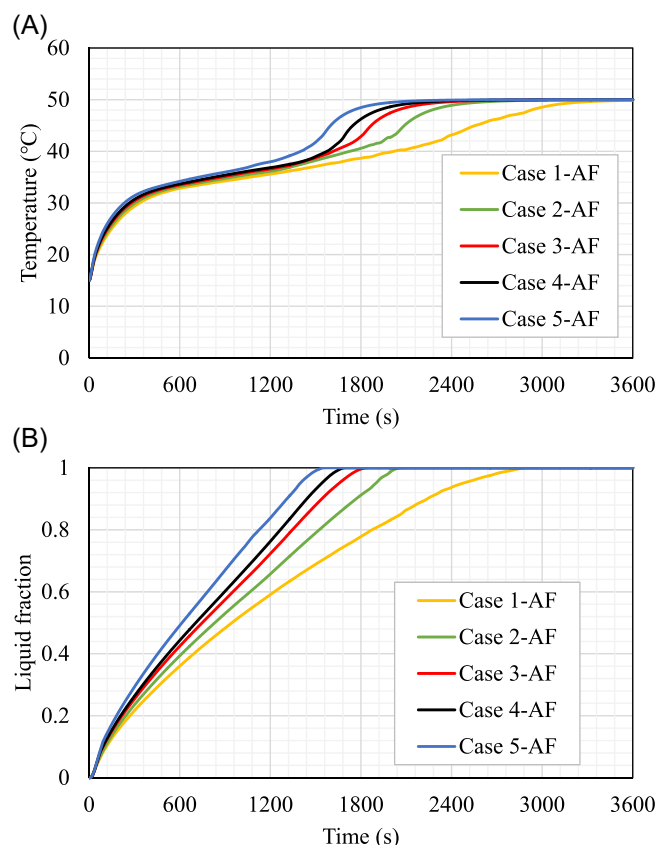 (A)
60
50
40
30
20
10
0
Temperature (°C)
0 600 1200 1800 2400 3000 3600
Time (s)
Case 1-AF
Case 2-AF
Case 3-AF
Case 4-AF
Case 5-AF
(B)
1
0.8
0.6
0.4
0.2
0
Liquid fraction
0 600 1200 1800 2400 3000 3600
Time (s)
Case 1-AF
Case 2-AF
Case 3-AF
Case 4-AF
Case 5-AF